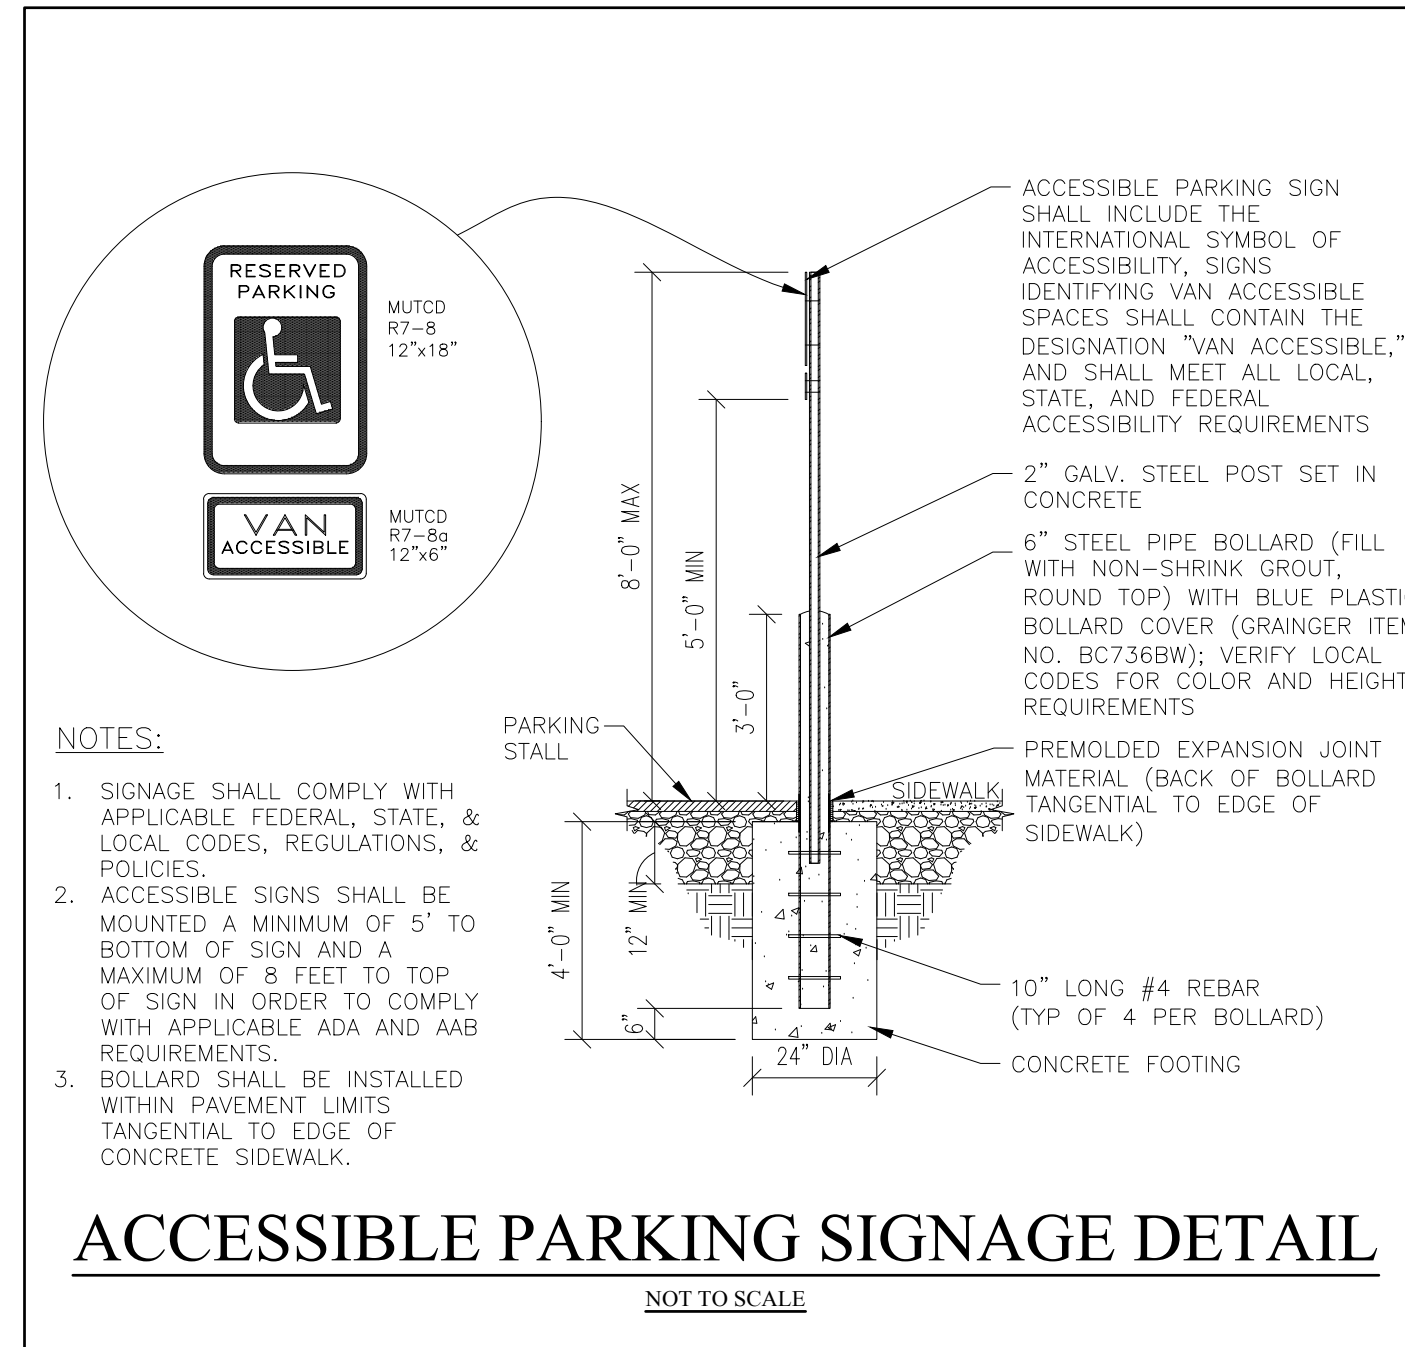 RESERVED
PARKING
MUTCD
R7-8
12"x18"
VAN
ACCESSIBLE
MUTCD
R7-8a
12"x6"
8'-0" MAX
5'-0" MIN
3'-0"
PARKING
STALL
SIDEWALK
4'-0" MIN
12" MIN
6"
24" DIA
ACCESSIBLE PARKING SIGN
SHALL INCLUDE THE
INTERNATIONAL SYMBOL OF
ACCESSIBILITY, SIGNS
IDENTIFYING VAN ACCESSIBLE
SPACES SHALL CONTAIN THE
DESIGNATION "VAN ACCESSIBLE,"
AND SHALL MEET ALL LOCAL,
STATE, AND FEDERAL
ACCESSIBILITY REQUIREMENTS
2" GALV. STEEL POST SET IN
CONCRETE
6" STEEL PIPE BOLLARD (FILL
WITH NON-SHRINK GROUT,
ROUND TOP) WITH BLUE PLASTI
BOLLARD COVER (GRAINGER ITEM
NO. BC736BW); VERIFY LOCAL
CODES FOR COLOR AND HEIGHT
REQUIREMENTS
PREMOLDED EXPANSION JOINT
MATERIAL (BACK OF BOLLARD
TANGENTIAL TO EDGE OF
SIDEWALK)
10" LONG #4 REBAR
(TYP OF 4 PER BOLLARD)
CONCRETE FOOTING
NOTES:
1. SIGNAGE SHALL COMPLY WITH
APPLICABLE FEDERAL, STATE, &
LOCAL CODES, REGULATIONS, &
POLICIES.
2. ACCESSIBLE SIGNS SHALL BE
MOUNTED A MINIMUM OF 5' TO
BOTTOM OF SIGN AND A
MAXIMUM OF 8 FEET TO TOP
OF SIGN IN ORDER TO COMPLY
WITH APPLICABLE ADA AND AAB
REQUIREMENTS.
3. BOLLARD SHALL BE INSTALLED
WITHIN PAVEMENT LIMITS
TANGENTIAL TO EDGE OF
CONCRETE SIDEWALK.
ACCESSIBLE PARKING SIGNAGE DETAIL
NOT TO SCALE